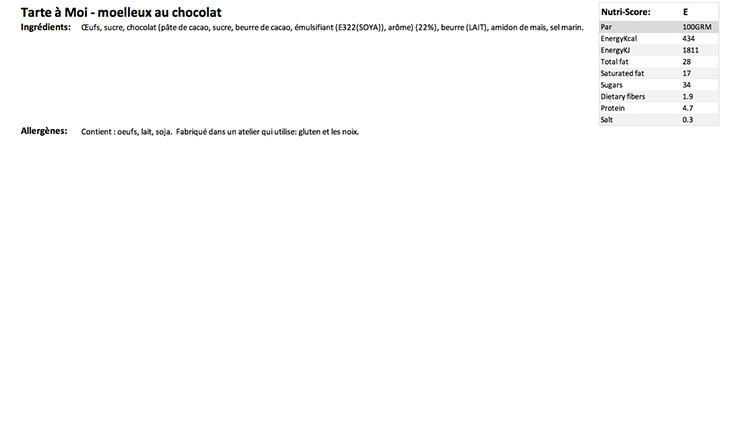 Tarte à Moi - moelleux au chocolat
Ingrédients: Œufs, sucre, chocolat (pâte de cacao, sucre, beurre de cacao, émulsifiant (E322(SOYA)), arôme) (22%), beurre (LAIT), amidon de maïs, sel marin.
Allergènes: Contient : oeufs, lait, soja. Fabriqué dans un atelier qui utilise: gluten et les noix.
Nutri-Score: E
Par 100GRM
EnergyKcal 434
EnergyKJ 1811
Total fat 28
Saturated fat 17
Sugars 34
Dietary fibers 1.9
Protein 4.7
Salt 0.3